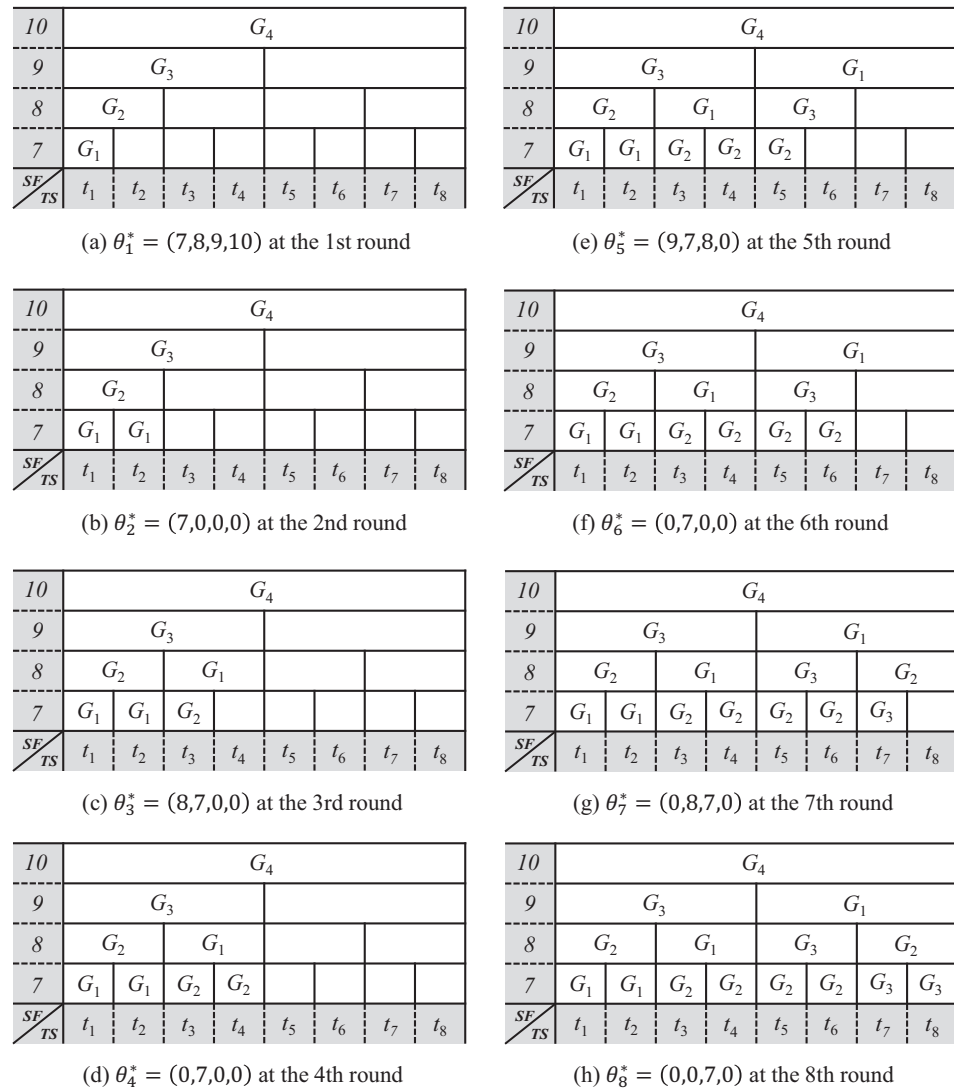 10 G₄
9 G₃
8 G₂
7 G₁
SF/TS t₁ t₂ t₃ t₄ t₅ t₆ t₇ t₈
(a) θ₁* = (7,8,9,10) at the 1st round
10 G₄
9 G₃
8 G₂
7 G₁ G₁
SF/TS t₁ t₂ t₃ t₄ t₅ t₆ t₇ t₈
(b) θ₂* = (7,0,0,0) at the 2nd round
10 G₄
9 G₃
8 G₂ G₁
7 G₁ G₁ G₂
SF/TS t₁ t₂ t₃ t₄ t₅ t₆ t₇ t₈
(c) θ₃* = (8,7,0,0) at the 3rd round
10 G₄
9 G₃
8 G₂ G₁
7 G₁ G₁ G₂ G₂
SF/TS t₁ t₂ t₃ t₄ t₅ t₆ t₇ t₈
(d) θ₄* = (0,7,0,0) at the 4th round
10 G₄
9 G₃ G₁
8 G₂ G₁ G₃
7 G₁ G₁ G₂ G₂ G₂
SF/TS t₁ t₂ t₃ t₄ t₅ t₆ t₇ t₈
(e) θ₅* = (9,7,8,0) at the 5th round
10 G₄
9 G₃ G₁
8 G₂ G₁ G₃
7 G₁ G₁ G₂ G₂ G₂ G₂
SF/TS t₁ t₂ t₃ t₄ t₅ t₆ t₇ t₈
(f) θ₆* = (0,7,0,0) at the 6th round
10 G₄
9 G₃ G₁
8 G₂ G₁ G₃ G₂
7 G₁ G₁ G₂ G₂ G₂ G₂ G₃
SF/TS t₁ t₂ t₃ t₄ t₅ t₆ t₇ t₈
(g) θ₇* = (0,8,7,0) at the 7th round
10 G₄
9 G₃ G₁
8 G₂ G₁ G₃ G₂
7 G₁ G₁ G₂ G₂ G₂ G₂ G₃ G₃
SF/TS t₁ t₂ t₃ t₄ t₅ t₆ t₇ t₈
(h) θ₈* = (0,0,7,0) at the 8th round